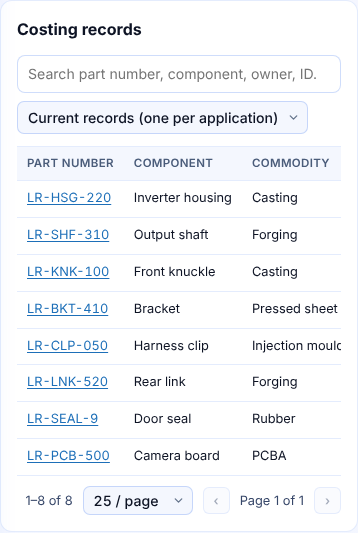 Costing records
Search part number, component, owner, ID.
Current records (one per application)
PART NUMBER COMPONENT COMMODITY
LR-HSG-220 Inverter housing Casting
LR-SHF-310 Output shaft Forging
LR-KNK-100 Front knuckle Casting
LR-BKT-410 Bracket Pressed sheet
LR-CLP-050 Harness clip Injection
LR-LNK-520 Rear link Forging
LR-SEAL-9 Door seal Rubber
LR-PCB-500 Camera board PCBA
1–8 of 8 25 / page ‹ Page 1 of 1 ›